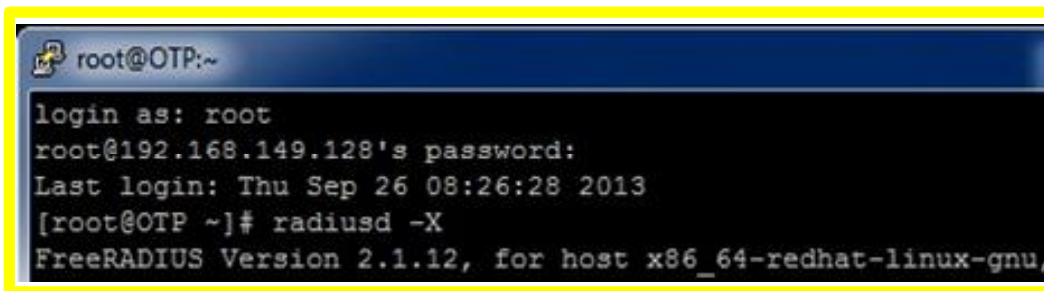 root@OTP:~
login as: root
root@192.168.149.128's password:
Last login: Thu Sep 26 08:26:28 2013
[root@OTP ~]# radiusd -X
FreeRADIUS Version 2.1.12, for host x86_64-redhat-linux-gnu,